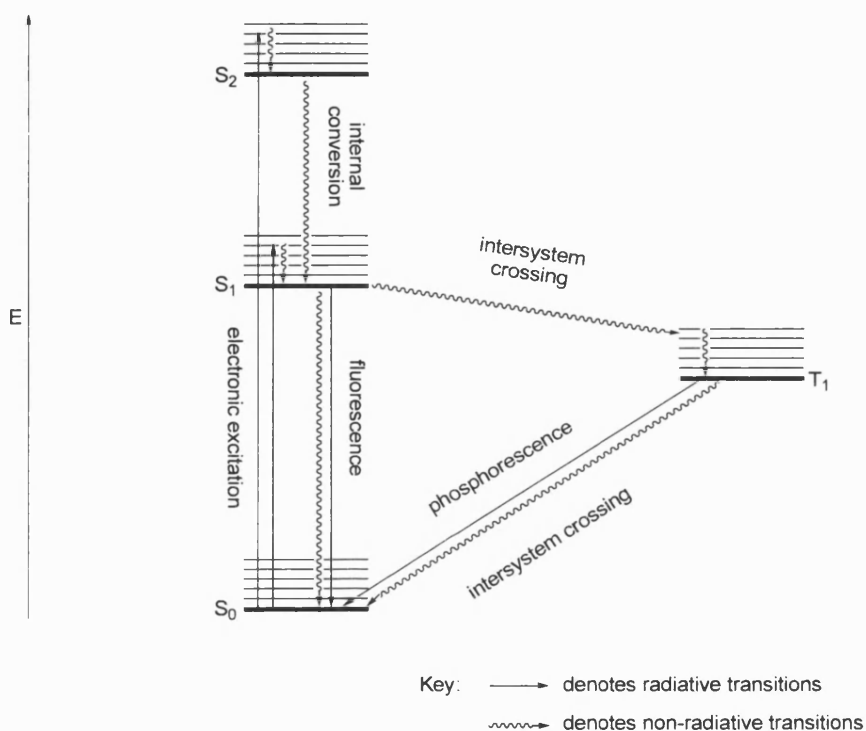 S2
internal
conversion
intersystem
crossing
S1
E
electronic excitation
fluorescence
T1
phosphorescence
intersystem crossing
S0
Key: denotes radiative transitions
denotes non-radiative transitions